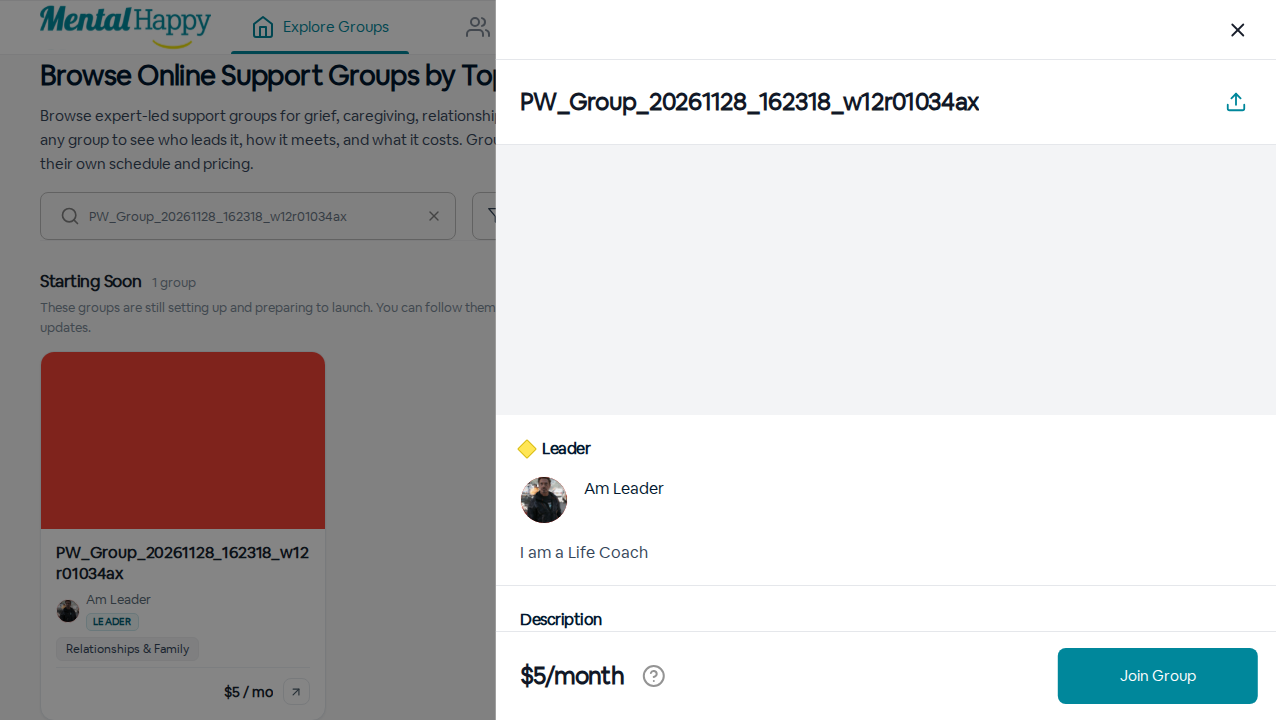 Mental Happy
Explore Groups
Browse Online Support Groups by Top
Browse expert-led support groups for grief, caregiving, relationship
any group to see who leads it, how it meets, and what it costs. Grou
their own schedule and pricing.
PW_Group_20261128_162318_w12r01034ax
Starting Soon 1 group
These groups are still setting up and preparing to launch. You can follow them
updates.
PW_Group_20261128_162318_w12
r01034ax
Am Leader
LEADER
Relationships & Family
$5 / mo
PW_Group_20261128_162318_w12r01034ax
Leader
Am Leader
I am a Life Coach
Description
$5/month
Join Group